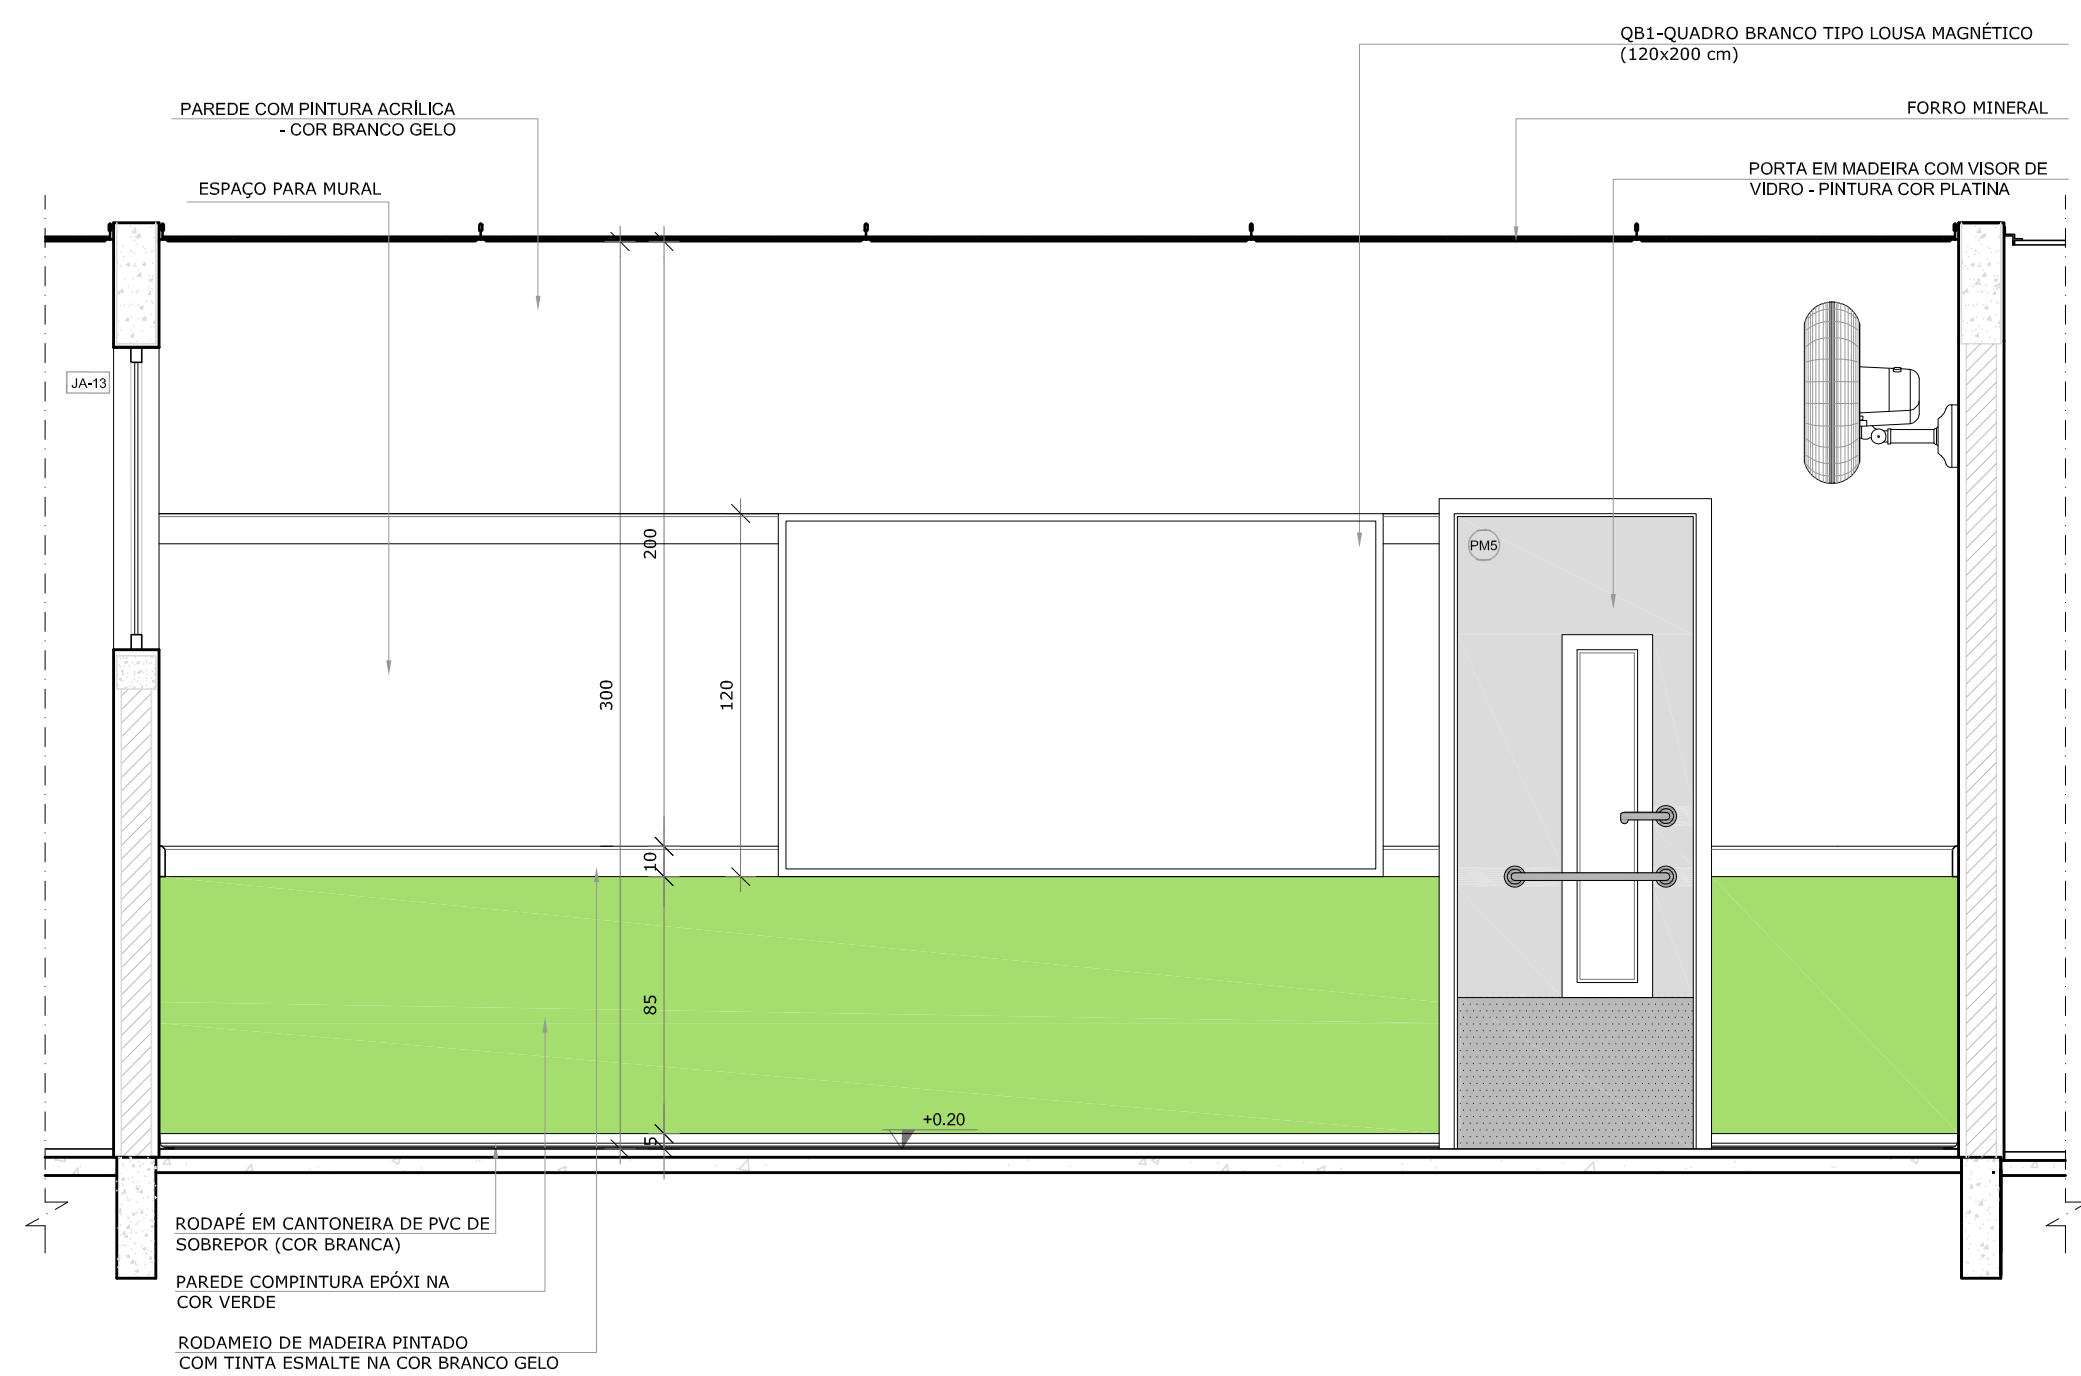 QB1-QUADRO BRANCO TIPO LOUSA MAGNÉTICO
(120x200 cm)
PAREDE COM PINTURA ACRÍLICA
- COR BRANCO GELO
FORRO MINERAL
ESPAÇO PARA MURAL
PORTA EM MADEIRA COM VISOR DE
VIDRO - PINTURA COR PLATINA
JA-13
200
PM5
300
120
10
85
+0.20
5
RODAPÉ EM CANTONEIRA DE PVC DE
SOBREPOR (COR BRANCA)
PAREDE COMPINTURA EPÓXI NA
COR VERDE
RODAMEIO DE MADEIRA PINTADO
COM TINTA ESMALTE NA COR BRANCO GELO